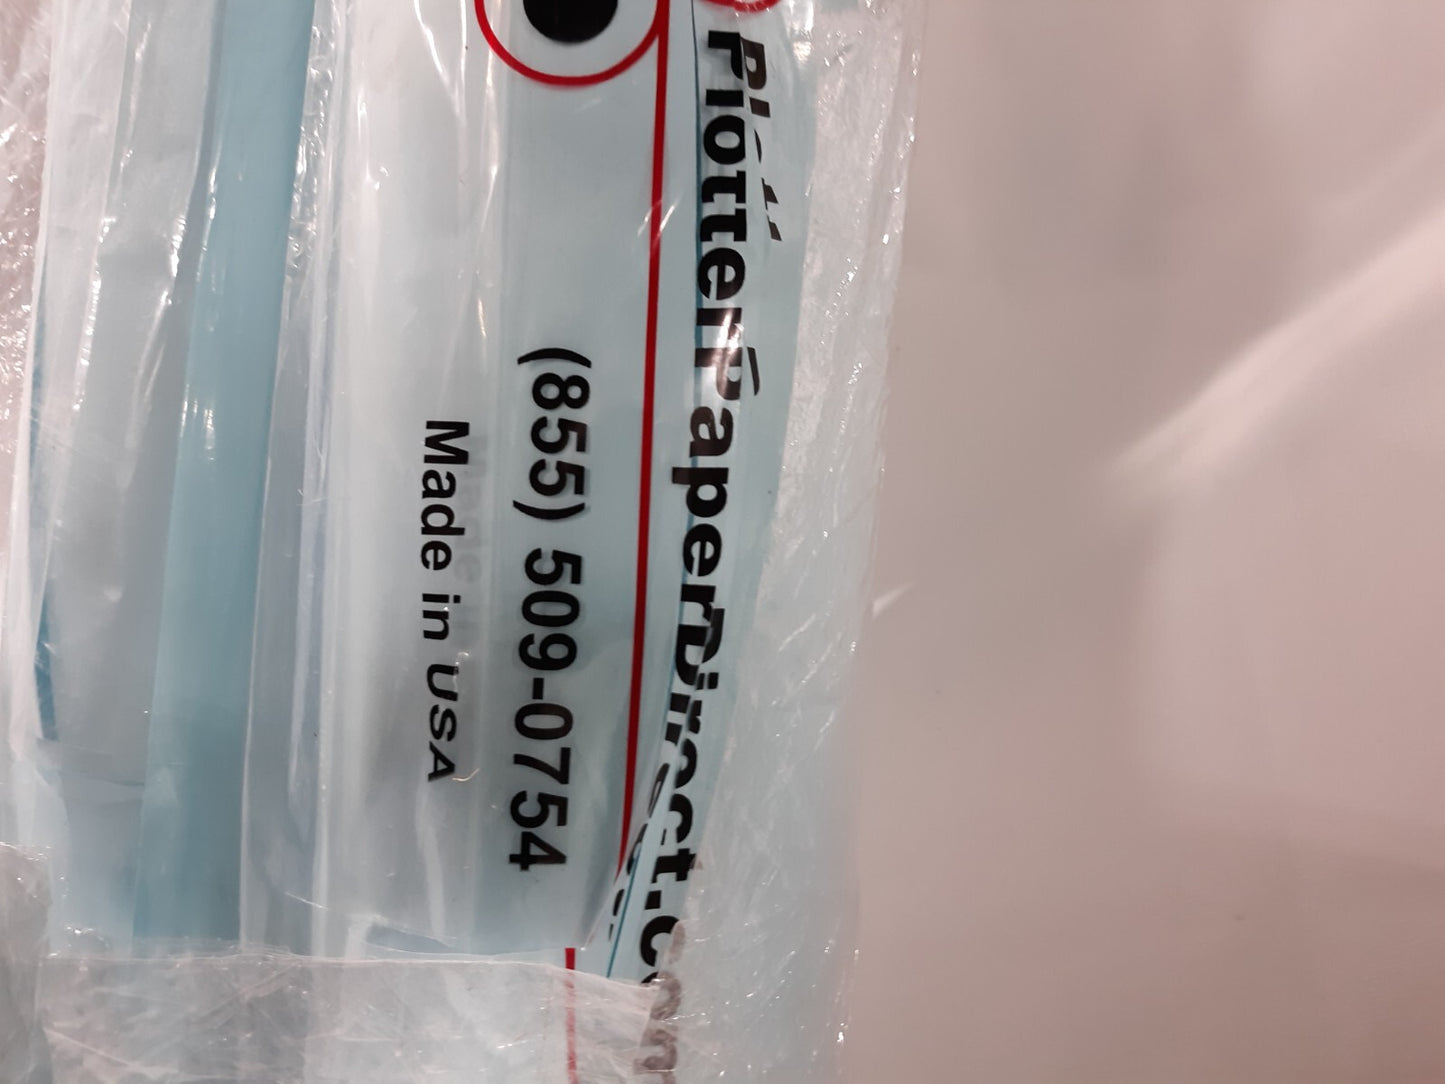 PlotterPaperDirect.com
(855) 509-0754
Made in USA